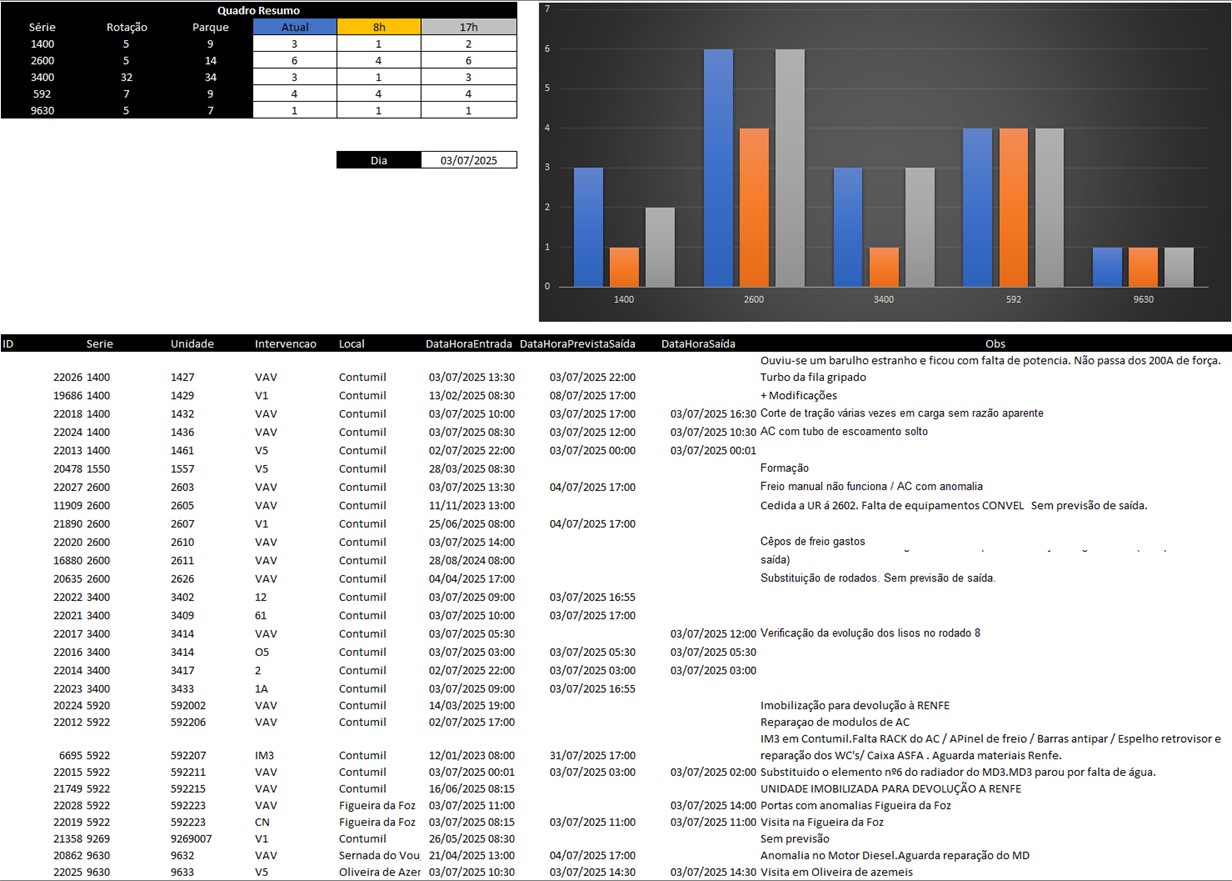 Quadro Resumo
Série Rotação Parque Atual 8h 17h
1400 5 9 3 1 2
2600 5 14 6 4 6
3400 32 34 3 1 3
592 7 9 4 4 4
9630 5 7 1 1 1
Dia 03/07/2025
7
6
5
4
3
2
1
0
1400 2600 3400 592 9630
ID Serie Unidade Intervencao Local DataHoraEntrada DataHoraPrevistaSaída DataHoraSaída Obs
Ouviu-se um barulho estranho e ficou com falta de potencia. Não passa dos 200A de força.
22026 1400 1427 VAV Contumil 03/07/2025 13:30 03/07/2025 22:00 Turbo da fila gripado
19686 1400 1429 V1 Contumil 13/02/2025 08:30 08/07/2025 17:00 + Modificações
22018 1400 1432 VAV Contumil 03/07/2025 10:00 03/07/2025 17:00 03/07/2025 16:30 Corte de tração várias vezes em carga sem razão aparente
22024 1400 1436 VAV Contumil 03/07/2025 08:30 03/07/2025 12:00 03/07/2025 10:30 AC com tubo de escoamento solto
22013 1400 1461 V5 Contumil 02/07/2025 22:00 03/07/2025 00:00 03/07/2025 00:01
20478 1550 1557 V5 Contumil 28/03/2025 08:30 Formação
22027 2600 2603 VAV Contumil 03/07/2025 13:30 04/07/2025 17:00 Freio manual não funciona / AC com anomalia
11909 2600 2605 VAV Contumil 11/11/2023 13:00 Cedida a UR á 2602. Falta de equipamentos CONVEL Sem previsão de saída.
21890 2600 2607 V1 Contumil 25/06/2025 08:00 04/07/2025 17:00
22020 2600 2610 VAV Contumil 03/07/2025 14:00 Cêpos de freio gastos
16880 2600 2611 VAV Contumil 28/08/2024 08:00 saída)
20635 2600 2626 VAV Contumil 04/04/2025 17:00 Substituição de rodados. Sem previsão de saída.
22022 3400 3402 12 Contumil 03/07/2025 09:00 03/07/2025 16:55
22021 3400 3409 61 Contumil 03/07/2025 10:00 03/07/2025 17:00
22017 3400 3414 VAV Contumil 03/07/2025 05:30 03/07/2025 12:00 Verificação da evolução dos lisos no rodado 8
22016 3400 3414 O5 Contumil 03/07/2025 03:00 03/07/2025 05:30 03/07/2025 05:30
22014 3400 3417 2 Contumil 02/07/2025 22:00 03/07/2025 03:00 03/07/2025 03:00
22023 3400 3433 1A Contumil 03/07/2025 09:00 03/07/2025 16:55
20224 5920 592002 VAV Contumil 14/03/2025 19:00 Imobilização para devolução à RENFE
22012 5922 592206 VAV Contumil 02/07/2025 17:00 Reparaçao de modulos de AC
IM3 em Contumil.Falta RACK do AC / APinel de freio / Barras antipar / Espelho retrovisor e
6695 5922 592207 IM3 Contumil 12/01/2023 08:00 31/07/2025 17:00 reparação dos WC's/ Caixa ASFA . Aguarda materiais Renfe.
22015 5922 592211 VAV Contumil 03/07/2025 00:01 03/07/2025 03:00 03/07/2025 02:00 Substituido o elemento nº6 do radiador do MD3.MD3 parou por falta de água.
21749 5922 592215 VAV Contumil 16/06/2025 08:15 UNIDADE IMOBILIZADA PARA DEVOLUÇÃO A RENFE
22028 5922 592223 VAV Figueira da Foz 03/07/2025 11:00 03/07/2025 14:00 Portas com anomalias Figueira da Foz
22019 5922 592223 CN Figueira da Foz 03/07/2025 08:15 03/07/2025 11:00 03/07/2025 11:00 Visita na Figueira da Foz
21358 9269 9269007 V1 Contumil 26/05/2025 08:30 Sem previsão
20862 9630 9632 VAV Sernada do Vou 21/04/2025 13:00 04/07/2025 17:00 Anomalia no Motor Diesel.Aguarda reparação do MD
22025 9630 9633 V5 Oliveira de Azer 03/07/2025 10:30 03/07/2025 14:30 03/07/2025 14:30 Visita em Oliveira de azemeis